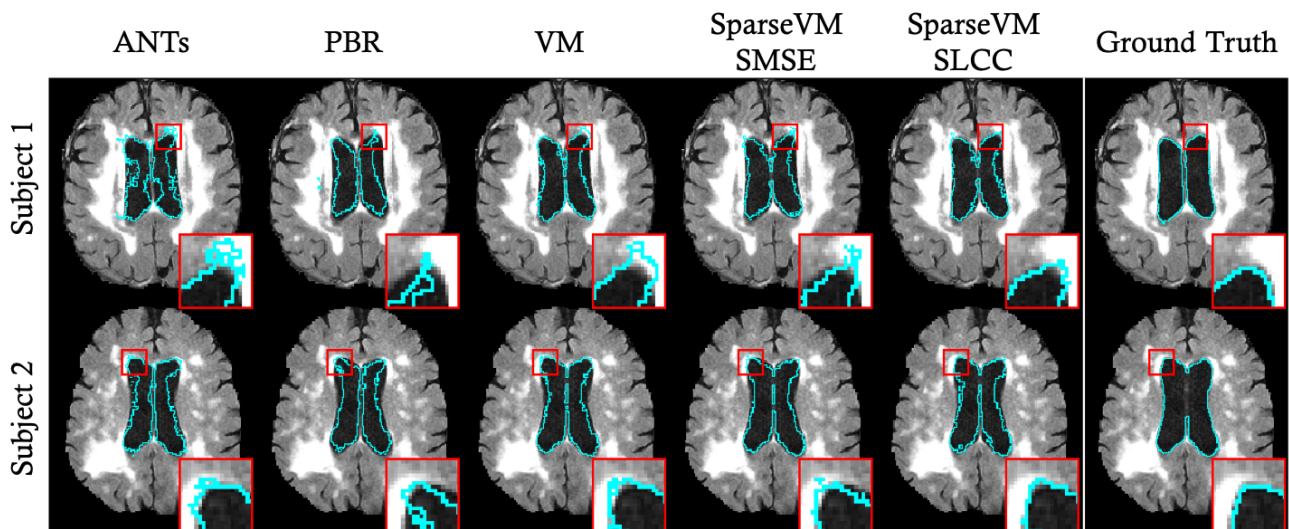 ANTs
PBR
VM
SparseVM
SMSE
SparseVM
SLCC
Ground Truth
Subject 1
Subject 2